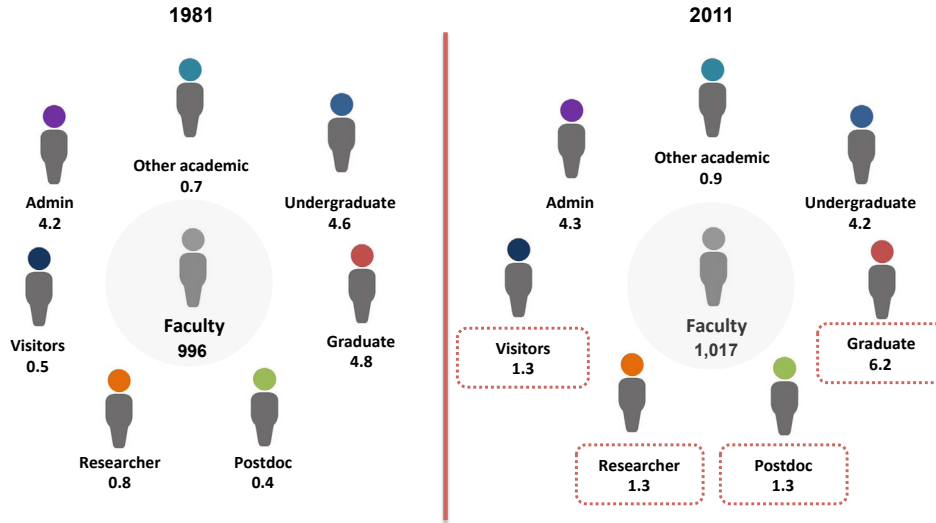 1981
Other academic
0.7
Admin
4.2
Undergraduate
4.6
Faculty
996
Visitors
0.5
Graduate
4.8
Researcher
0.8
Postdoc
0.4
2011
Other academic
0.9
Admin
4.3
Undergraduate
4.2
Faculty
1,017
Visitors
1.3
Graduate
6.2
Researcher
1.3
Postdoc
1.3